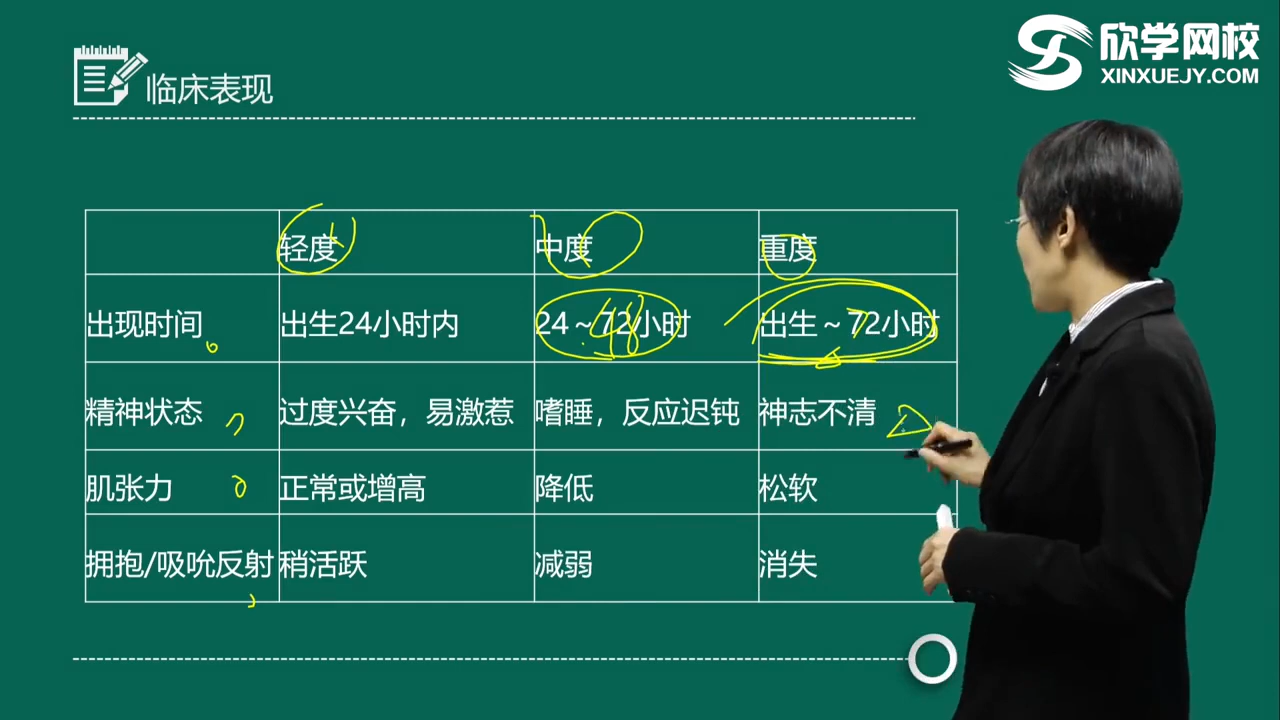 欣学网校
XINXUEJY.COM
临床表现
轻度 中度 重度
出现时间 出生24小时内 24～72小时 出生～72小时
48
精神状态 过度兴奋，易激惹 嗜睡，反应迟钝 神志不清
肌张力 正常或增高 降低 松软
拥抱/吸吮反射 稍活跃 减弱 消失